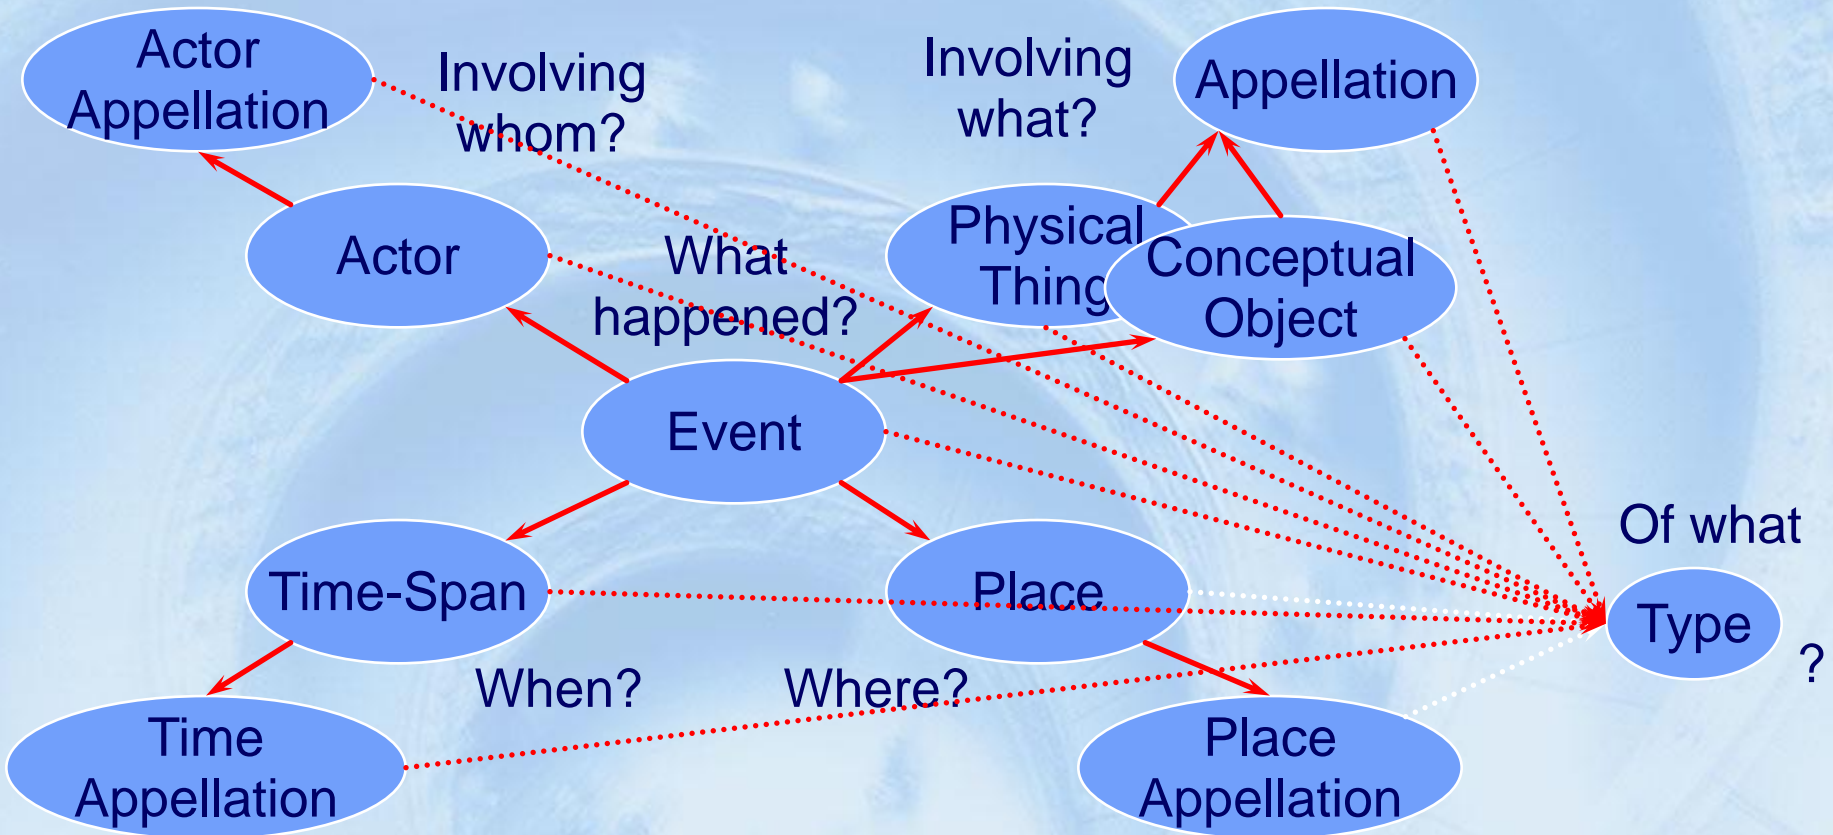 Actor
Appellation
Involving
whom?
Involving
what?
Appellation
Actor
What
happened?
Physical
Thing
Conceptual
Object
Event
Of what
Time-Span
Place
Type
?
When?
Where?
Time
Appellation
Place
Appellation